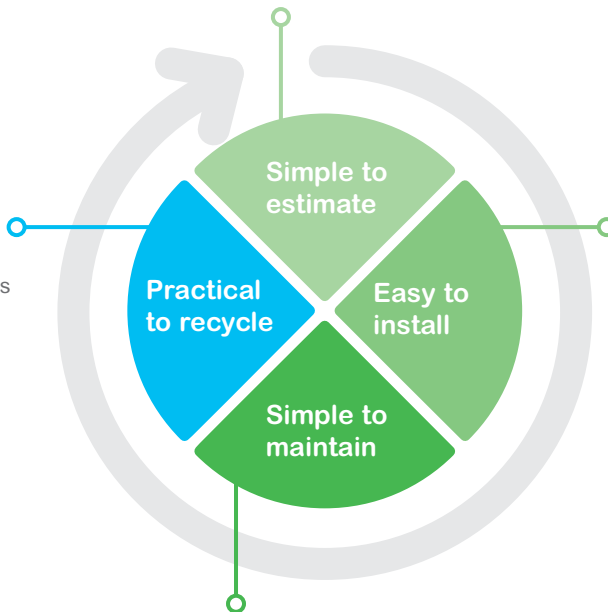 Simple to
estimate
s
Practical
to recycle
Easy to
install
Simple to
maintain